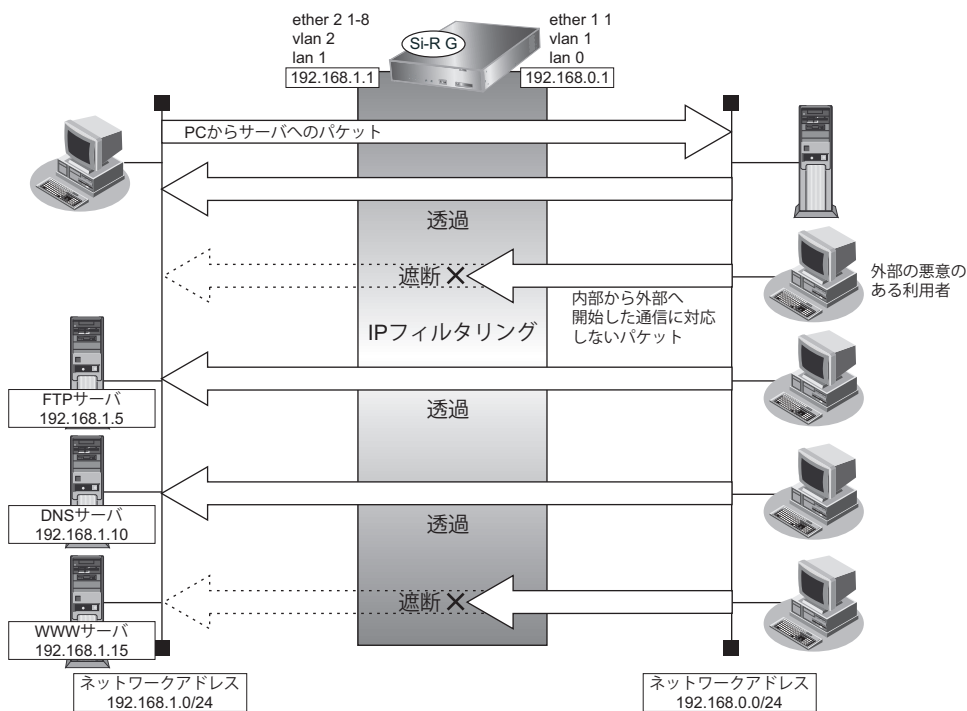 ether 2 1-8
vlan 2
lan 1
192.168.1.1
Si-R G
ether 1 1
vlan 1
lan 0
192.168.0.1
PCからサーバへのパケット
透過
遮断
外部の悪意の
ある利用者
内部から外部へ
開始した通信に対応
しないパケット
IPフィルタリング
FTPサーバ
192.168.1.5
透過
DNSサーバ
192.168.1.10
透過
遮断
WWWサーバ
192.168.1.15
ネットワークアドレス
192.168.1.0/24
ネットワークアドレス
192.168.0.0/24